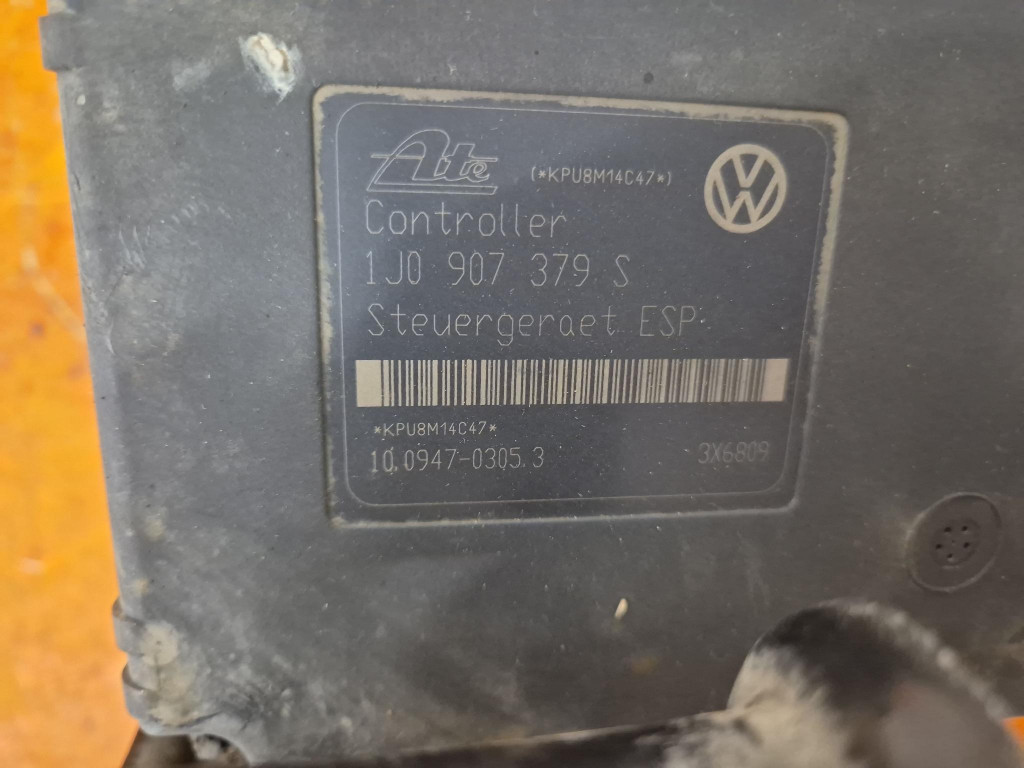 Ate (*KPU8M14C47*)
Controller
1J0 907 379 S
Steuergeraet ESP
*KPU8M14C47*
10.0947-0305.3 3X6809